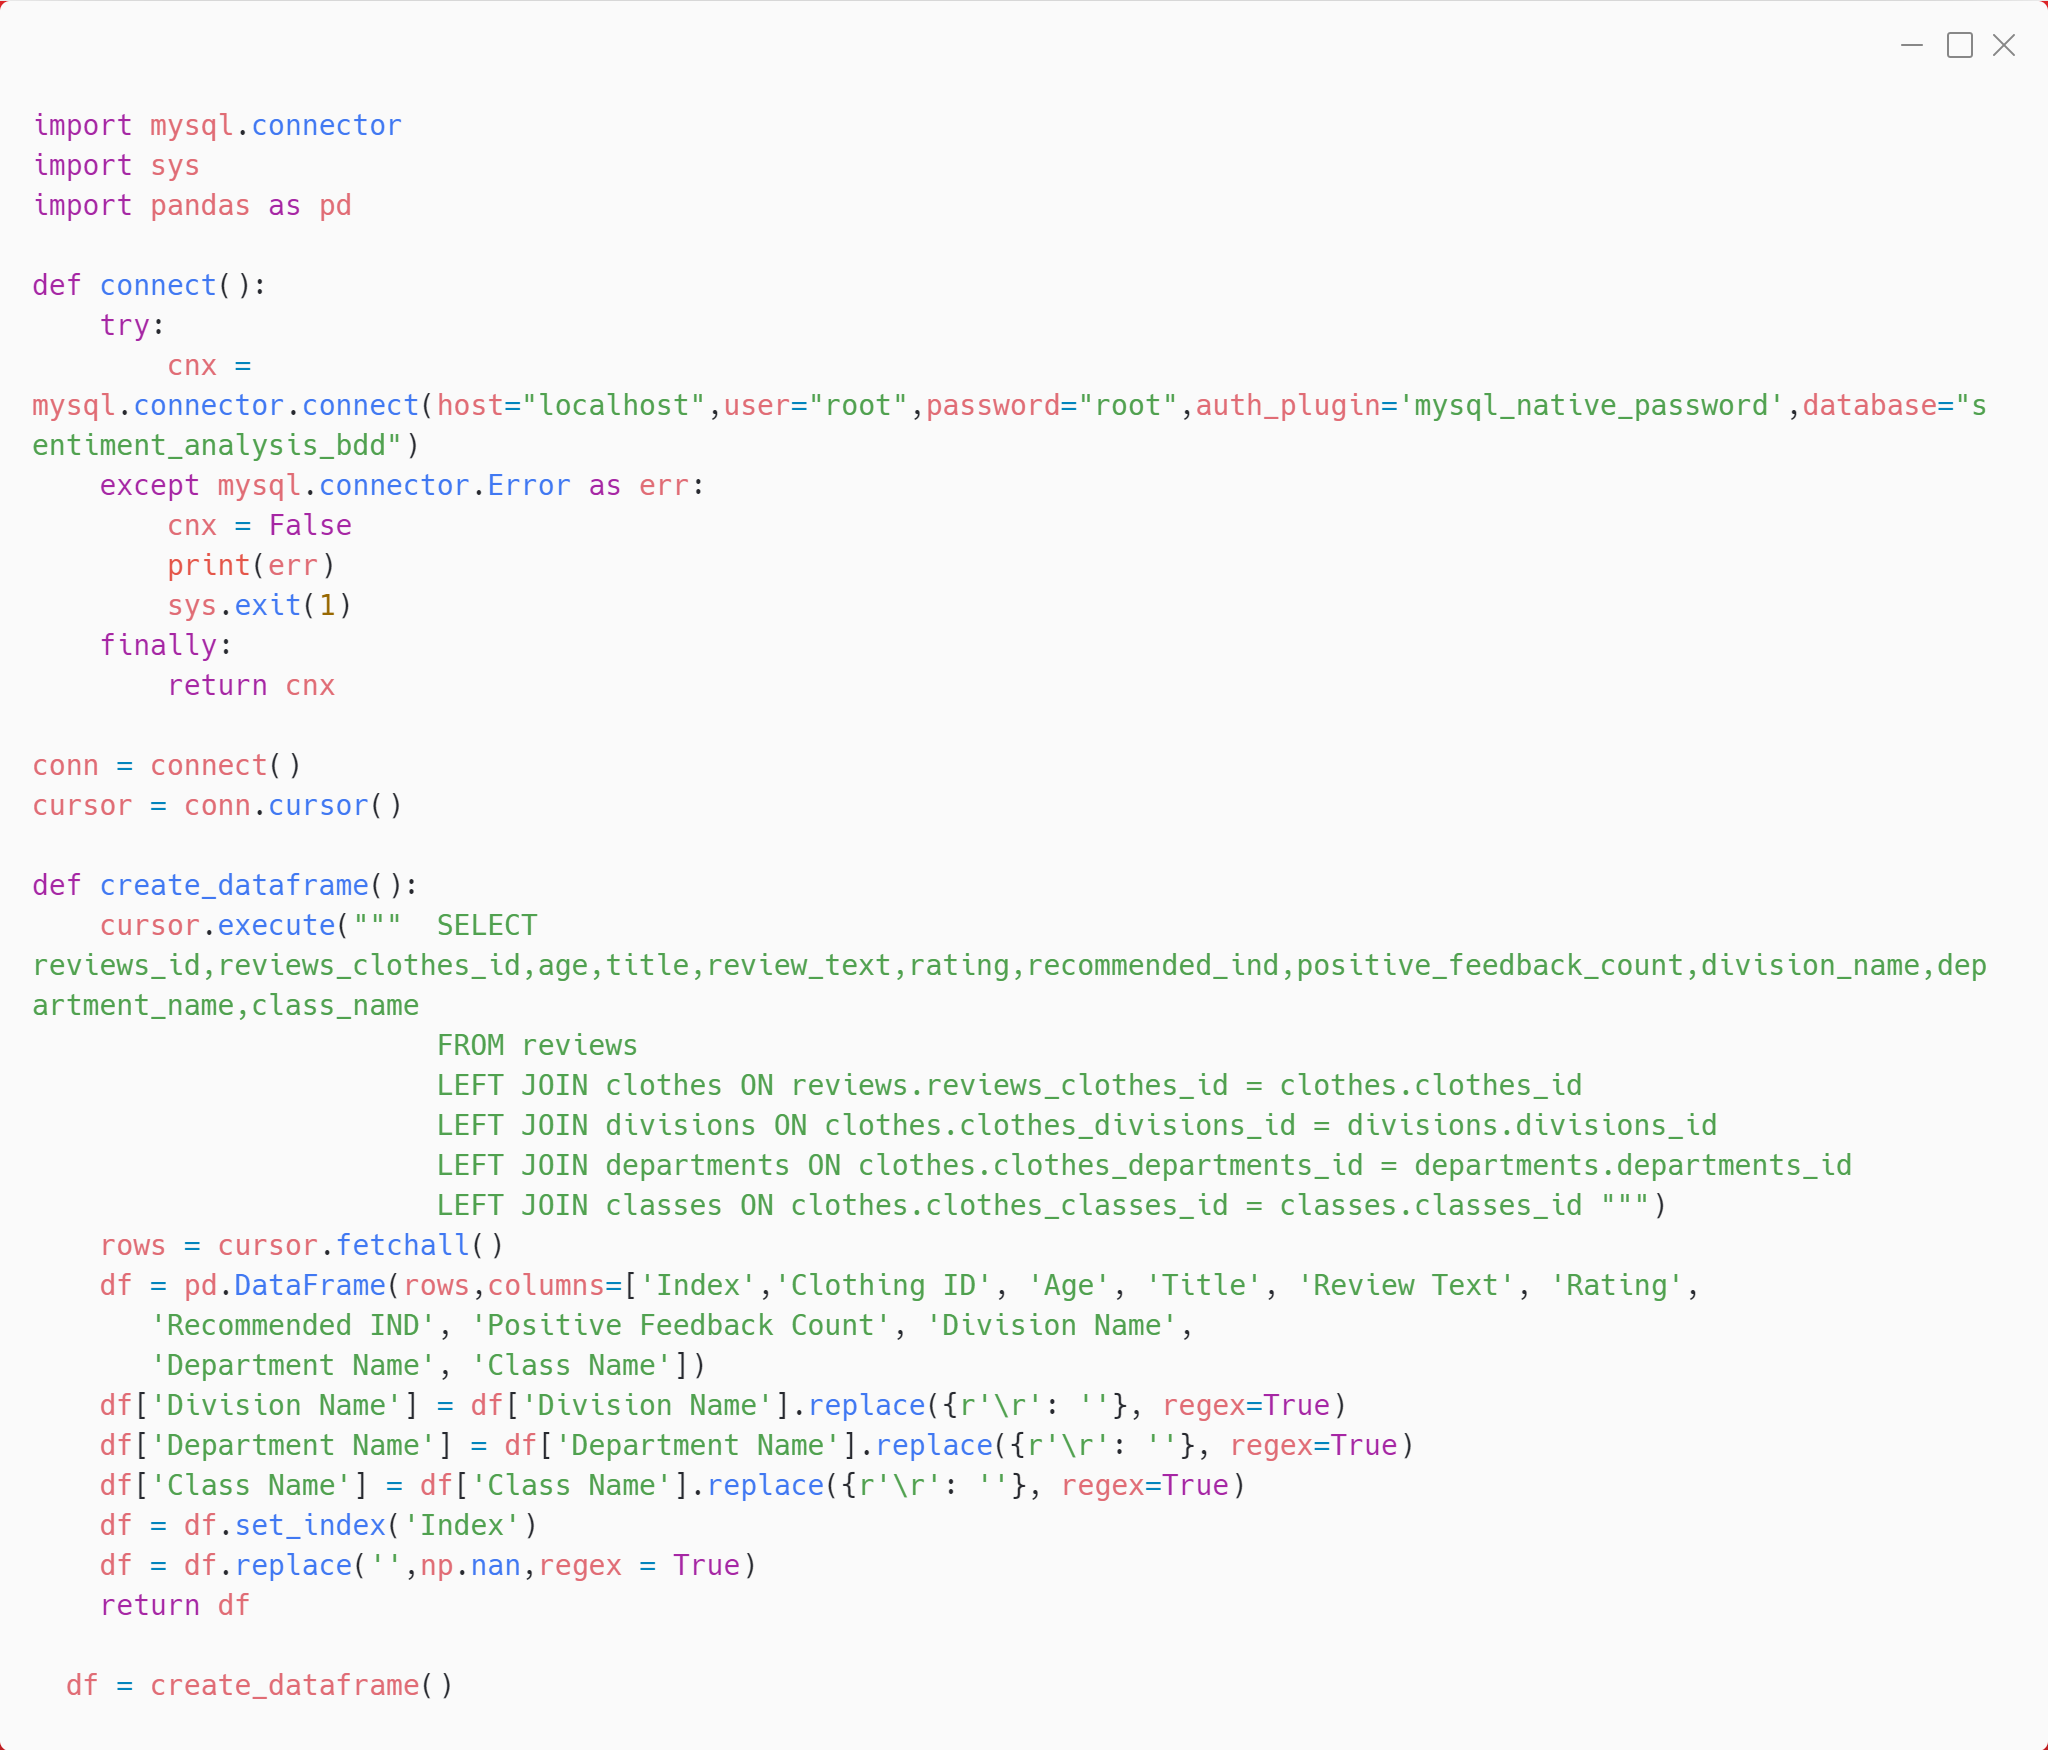 import mysql.connector
import sys
import pandas as pd

def connect():
    try:
        cnx =
mysql.connector.connect(host="localhost",user="root",password="root",auth_plugin='mysql_native_password',database="s
entiment_analysis_bdd")
    except mysql.connector.Error as err:
        cnx = False
        print(err)
        sys.exit(1)
    finally:
        return cnx

conn = connect()
cursor = conn.cursor()

def create_dataframe():
    cursor.execute("""  SELECT
reviews_id,reviews_clothes_id,age,title,review_text,rating,recommended_ind,positive_feedback_count,division_name,dep
artment_name,class_name
                        FROM reviews
                        LEFT JOIN clothes ON reviews.reviews_clothes_id = clothes.clothes_id
                        LEFT JOIN divisions ON clothes.clothes_divisions_id = divisions.divisions_id
                        LEFT JOIN departments ON clothes.clothes_departments_id = departments.departments_id
                        LEFT JOIN classes ON clothes.clothes_classes_id = classes.classes_id """)
    rows = cursor.fetchall()
    df = pd.DataFrame(rows,columns=['Index','Clothing ID', 'Age', 'Title', 'Review Text', 'Rating',
       'Recommended IND', 'Positive Feedback Count', 'Division Name',
       'Department Name', 'Class Name'])
    df['Division Name'] = df['Division Name'].replace({r'\r': ''}, regex=True)
    df['Department Name'] = df['Department Name'].replace({r'\r': ''}, regex=True)
    df['Class Name'] = df['Class Name'].replace({r'\r': ''}, regex=True)
    df = df.set_index('Index')
    df = df.replace('',np.nan,regex = True)
    return df

  df = create_dataframe()